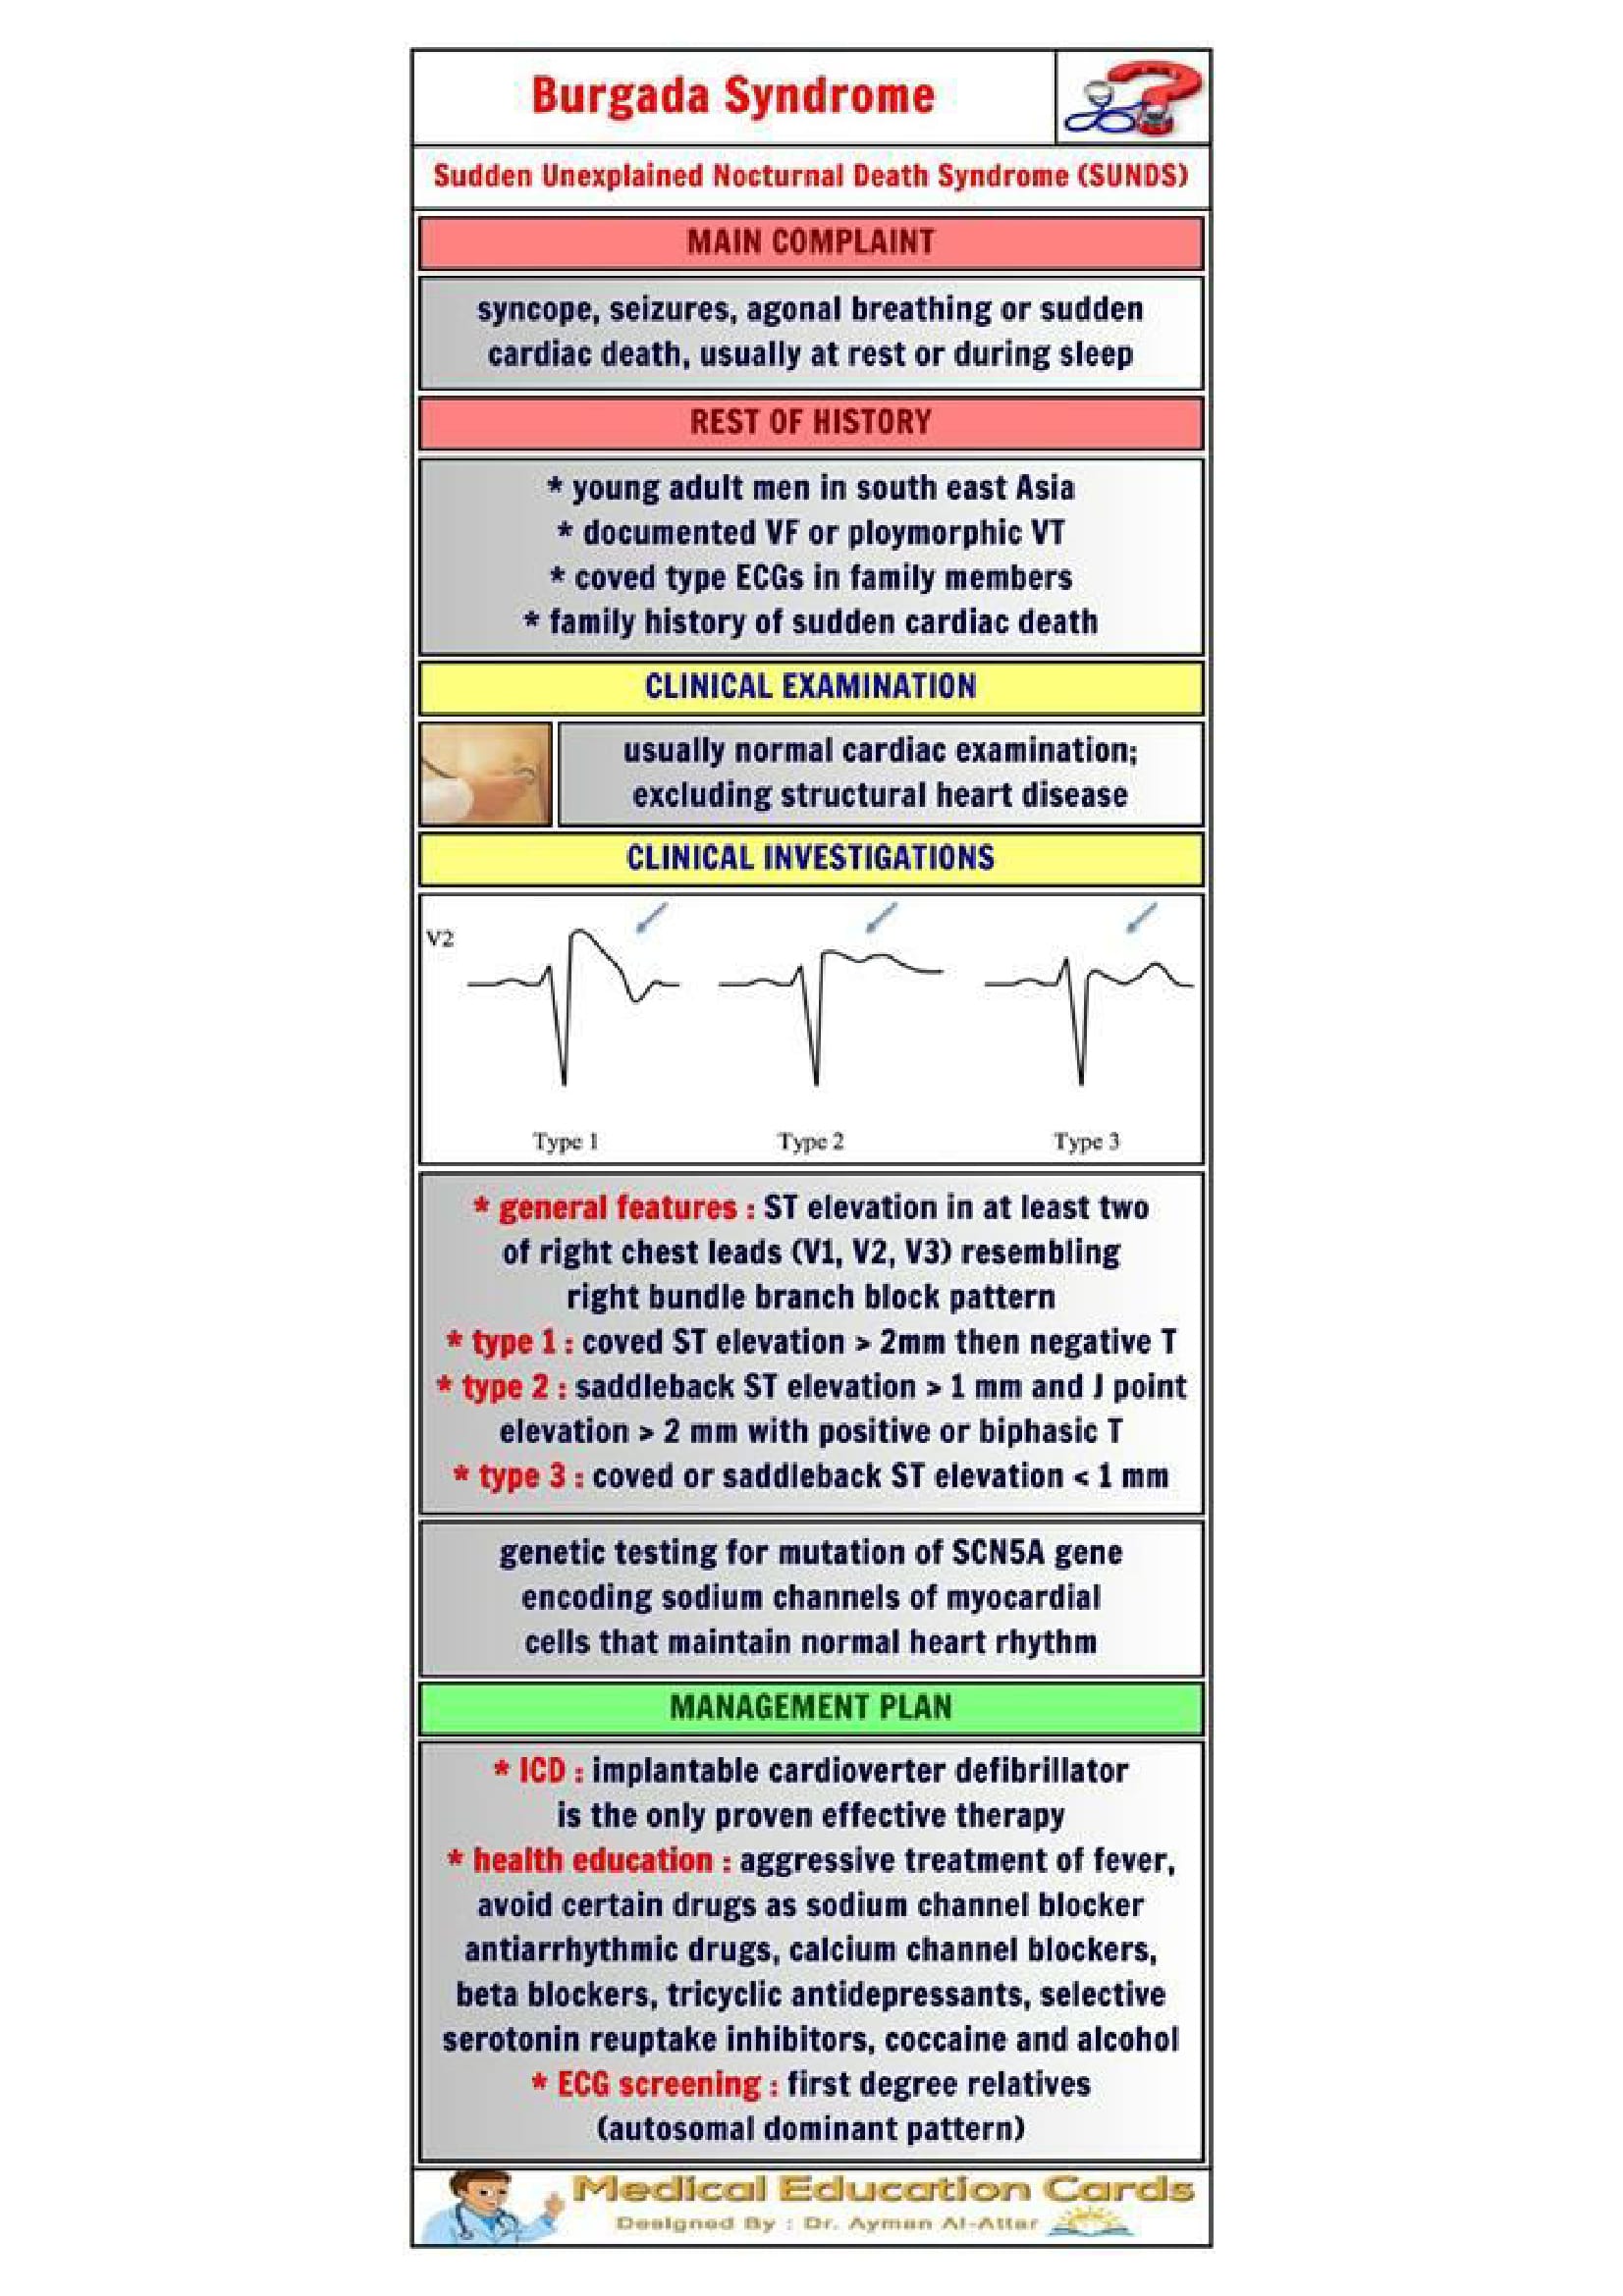 Burgada Syndrome
Sudden Unexplained Nocturnal Death Syndrome (SUNDS)
MAIN COMPLAINT
syncope, seizures, agonal breathing or sudden
cardiac death, usually at rest or during sleep
REST OF HISTORY
* young adult men in south east Asia
* documented VF or ploymorphic VT
* coved type ECGs in family members
* family history of sudden cardiac death
CLINICAL EXAMINATION
usually normal cardiac examination;
excluding structural heart disease
CLINICAL INVESTIGATIONS
V2
Type 1 Type 2 Type 3
* general features : ST elevation in at least two
of right chest leads (V1, V2, V3) resembling
right bundle branch block pattern
* type 1 : coved ST elevation > 2mm then negative T
* type 2 : saddleback ST elevation > 1 mm and J point
elevation > 2 mm with positive or biphasic T
* type 3 : coved or saddleback ST elevation < 1 mm
genetic testing for mutation of SCN5A gene
encoding sodium channels of myocardial
cells that maintain normal heart rhythm
MANAGEMENT PLAN
* ICD : implantable cardioverter defibrillator
is the only proven effective therapy
* health education : aggressive treatment of fever,
avoid certain drugs as sodium channel blocker
antiarrhythmic drugs, calcium channel blockers,
beta blockers, tricyclic antidepressants, selective
serotonin reuptake inhibitors, coccaine and alcohol
* ECG screening : first degree relatives
(autosomal dominant pattern)
Medical Education Cards
Designed By : Dr. Ayman Al-Attar